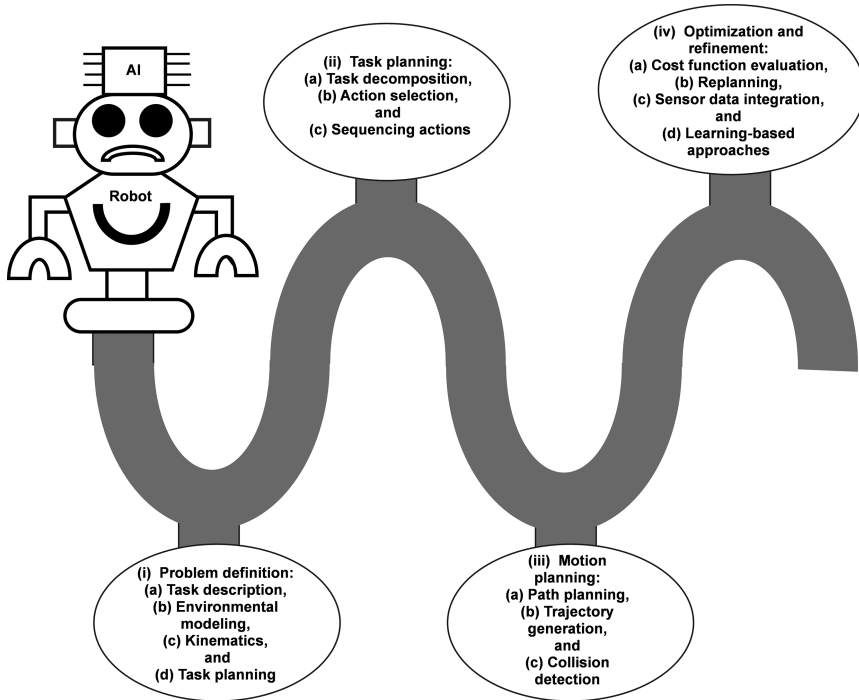 AI
Robot
(i) Problem definition:
(a) Task description,
(b) Environmental
modeling,
(c) Kinematics,
and
(d) Task planning
(ii) Task planning:
(a) Task decomposition,
(b) Action selection,
and
(c) Sequencing actions
(iii) Motion
planning:
(a) Path planning,
(b) Trajectory
generation,
and
(c) Collision
detection
(iv) Optimization and
refinement:
(a) Cost function evaluation,
(b) Replanning,
(c) Sensor data integration,
and
(d) Learning-based
approaches